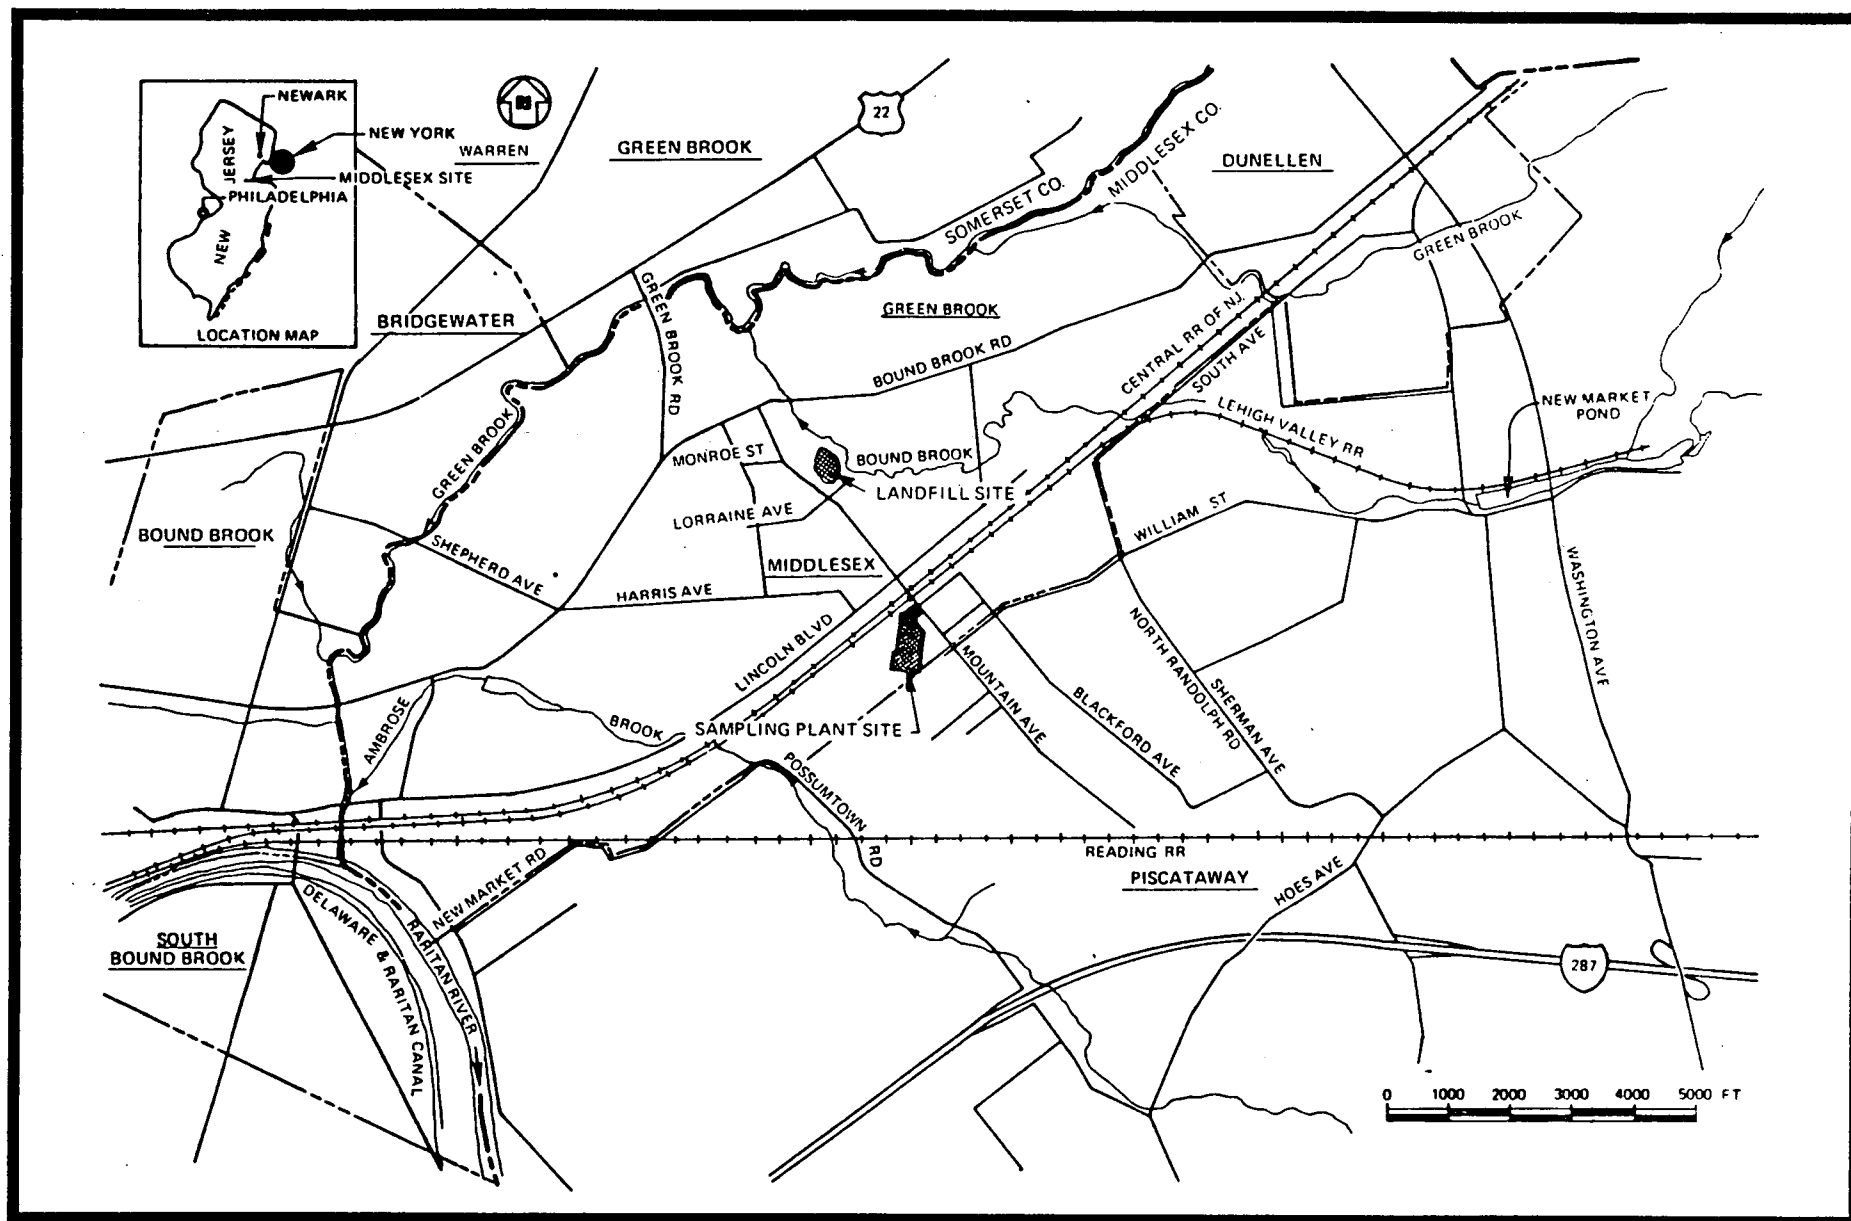 NEWARK
NEW YORK
NEW
JERSEY
MIDDLESEX SITE
PHILADELPHIA
LOCATION MAP
WARREN
GREEN BROOK
22
SOMERSET CO.
MIDDLESEX CO.
DUNELLEN
GREEN BROOK
BRIDGEWATER
GREEN BROOK RD
GREEN BROOK
BOUND BROOK RD
CENTRAL RR OF N.J.
SOUTH AVE
LEHIGH VALLEY RR
NEW MARKET
POND
GREEN BROOK
MONROE ST
BOUND BROOK
LANDFILL SITE
LORRAINE AVE
WILLIAM ST
BOUND BROOK
SHEPHERD AVE
MIDDLESEX
HARRIS AVE
WASHINGTON AVE
LINCOLN BLVD
MOUNTAIN AVE
NORTH RANDOLPH RD
SHERMAN AVE
BLACKFORD AVE
AMBROSE
BROOK
SAMPLING PLANT SITE
POSSUMTOWN
RD
READING RR
PISCATAWAY
HOES AVE
NEW MARKET RD
SOUTH
BOUND BROOK
DELAWARE & RARITAN CANAL
RARITAN RIVER
287
0 1000 2000 3000 4000 5000 FT